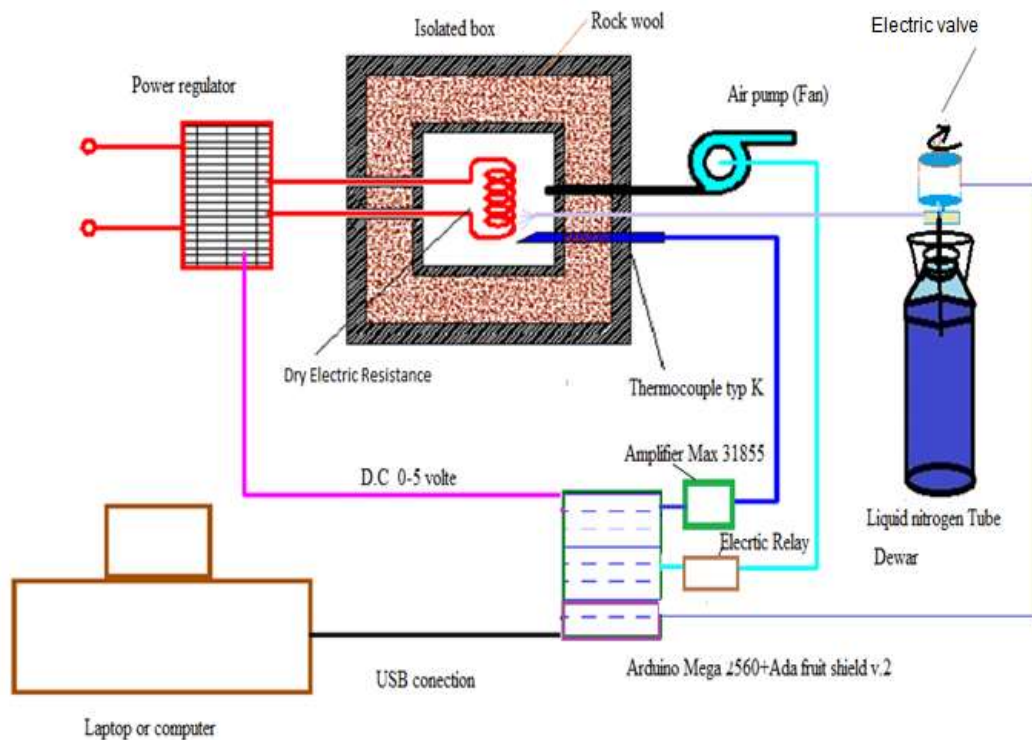 Isolated box
Rock wool
Electric valve
Power regulator
Air pump (Fan)
Dry Electric Resistance
Thermocouple typ K
Amplifier Max 31855
D.C 0-5 volte
Elecrtic Relay
Liquid nitrogen Tube
Dewar
USB conection
Arduino Mega 2560+Ada fruit shield v.2
Laptop or computer